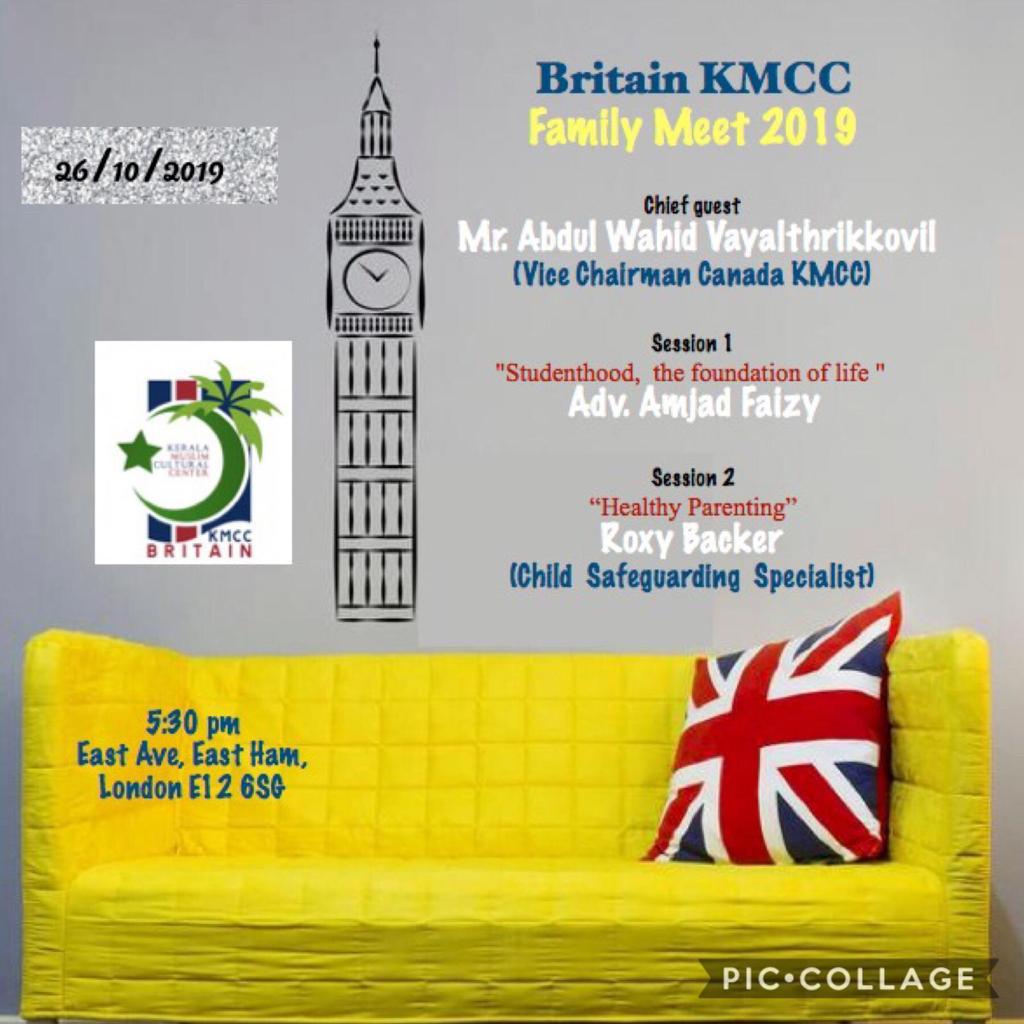 Britain KMCC
Family Meet 2019
26/10/2019
Chief guest
Mr. Abdul Wahid Vayalthrikkovil
(Vice Chairman Canada KMCC)
Session 1
"Studenthood, the foundation of life "
Adv. Amjad Faizy
KERALA
MUSLIM
CULTURAL
CENTER
KMCC
BRITAIN
Session 2
“Healthy Parenting”
Roxy Backer
(Child Safeguarding Specialist)
5:30 pm
East Ave, East Ham,
London E12 6SG
PIC•COLLAGE